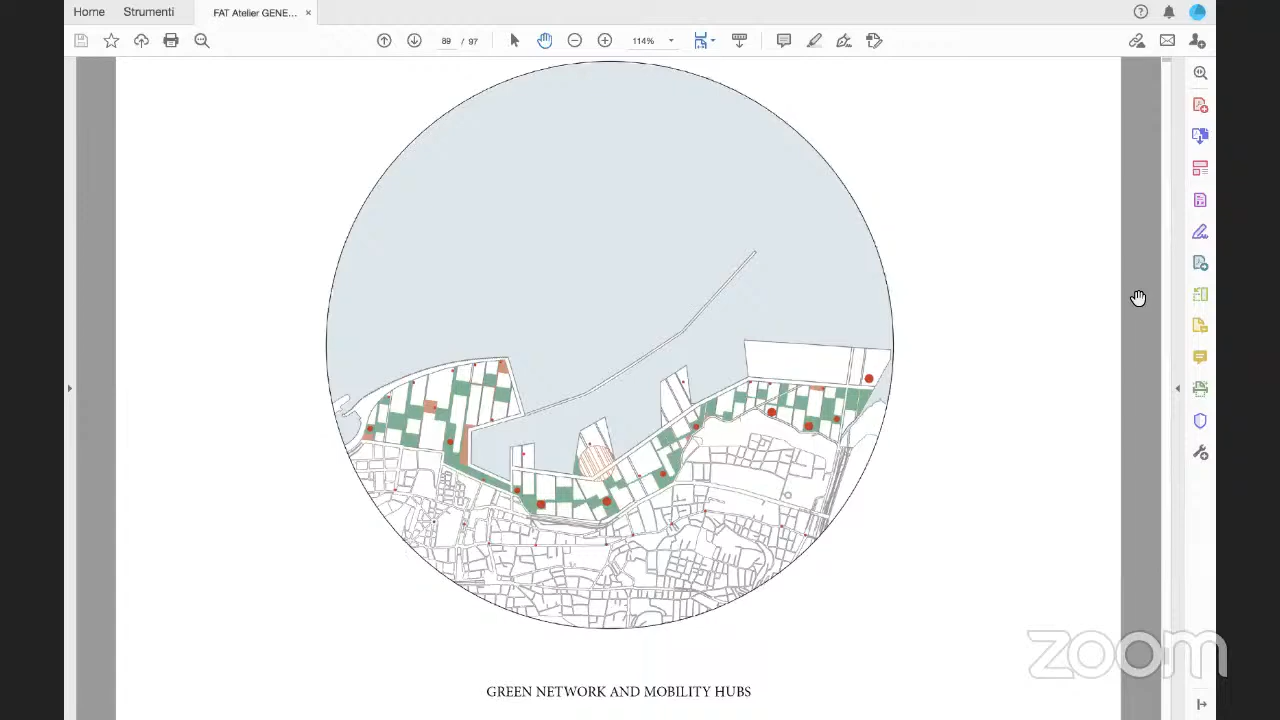 Home Strumenti FAT Atelier GENE... ×
89 / 97 114%
zoom
GREEN NETWORK AND MOBILITY HUBS